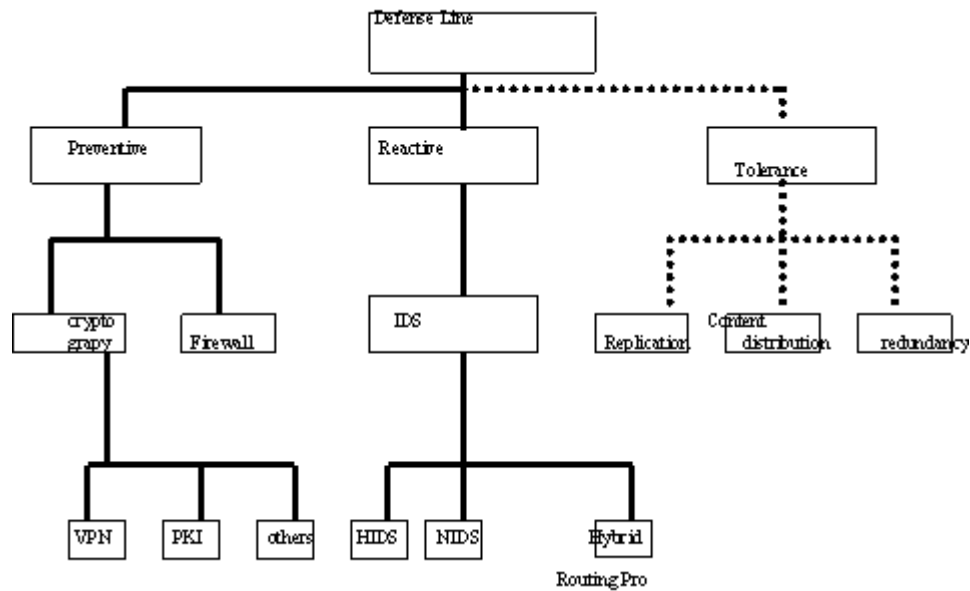 Defense Line
Preventive
Reactive
Tolerance
crypto
grapy
Firewall
IDS
Replication
Content
distribution
redundancy
VPN
PKI
others
HIDS
NIDS
Hybrid
Routing Pro